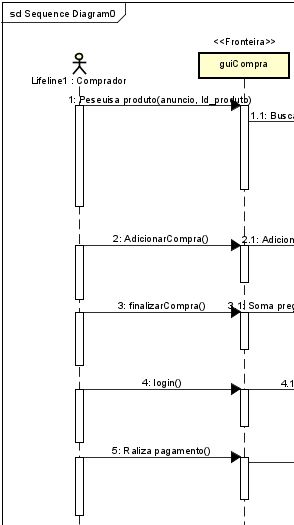 sd Sequence Diagram0
<<Fronteira>>
guiCompra
Lifeline1 : Comprador
1: Peseuisa produto(anuncio, Id_produto)
1.1: Busca
2: AdicionarCompra()
2.1: Adicion
3: finalizarCompra()
3.1: Soma preç
4: login()
4.1
5: Raliza pagamento()